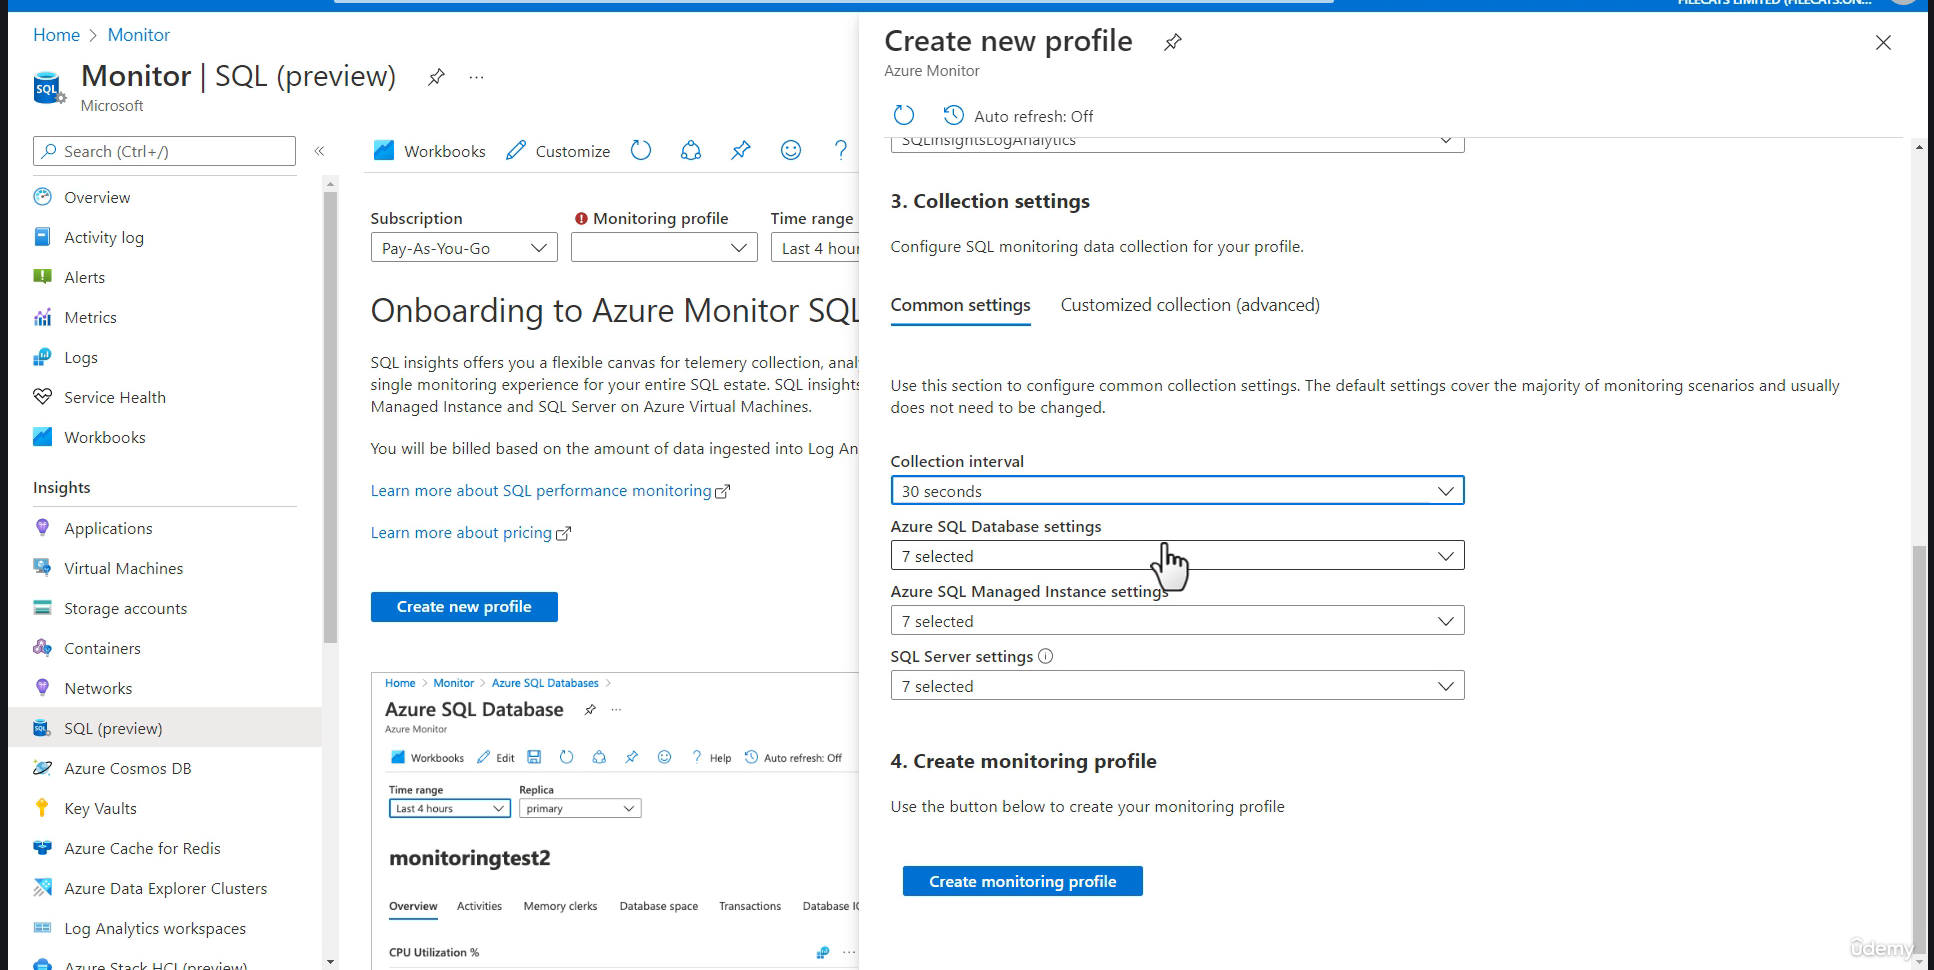 FILECATS LIMITED (FILECATS.ON...
Home > Monitor
SQL
Monitor | SQL (preview)
...
Microsoft
Search (Ctrl+/)
«
Overview
Activity log
Alerts
Metrics
Logs
Service Health
Workbooks
Insights
Applications
Virtual Machines
Storage accounts
Containers
Networks
SQL (preview)
Azure Cosmos DB
Key Vaults
Azure Cache for Redis
Azure Data Explorer Clusters
Log Analytics workspaces
Azure Stack HCI (preview)
Workbooks Customize ?
Subscription Monitoring profile Time range
Pay-As-You-Go Last 4 hour
Onboarding to Azure Monitor SQL
SQL insights offers you a flexible canvas for telemery collection, anal
single monitoring experience for your entire SQL estate. SQL insights
Managed Instance and SQL Server on Azure Virtual Machines.
You will be billed based on the amount of data ingested into Log An
Learn more about SQL performance monitoring
Learn more about pricing
Create new profile
Home > Monitor > Azure SQL Databases >
Azure SQL Database ...
Azure Monitor
Workbooks Edit ? Help Auto refresh: Off
Time range Replica
Last 4 hours primary
monitoringtest2
Overview Activities Memory clerks Database space Transactions Database IO
CPU Utilization % ...
Create new profile
Azure Monitor
Auto refresh: Off
SQLInsightsLogAnalytics
3. Collection settings
Configure SQL monitoring data collection for your profile.
Common settings Customized collection (advanced)
Use this section to configure common collection settings. The default settings cover the majority of monitoring scenarios and usually
does not need to be changed.
Collection interval
30 seconds
Azure SQL Database settings
7 selected
Azure SQL Managed Instance settings
7 selected
SQL Server settings
7 selected
4. Create monitoring profile
Use the button below to create your monitoring profile
Create monitoring profile
ûdemy